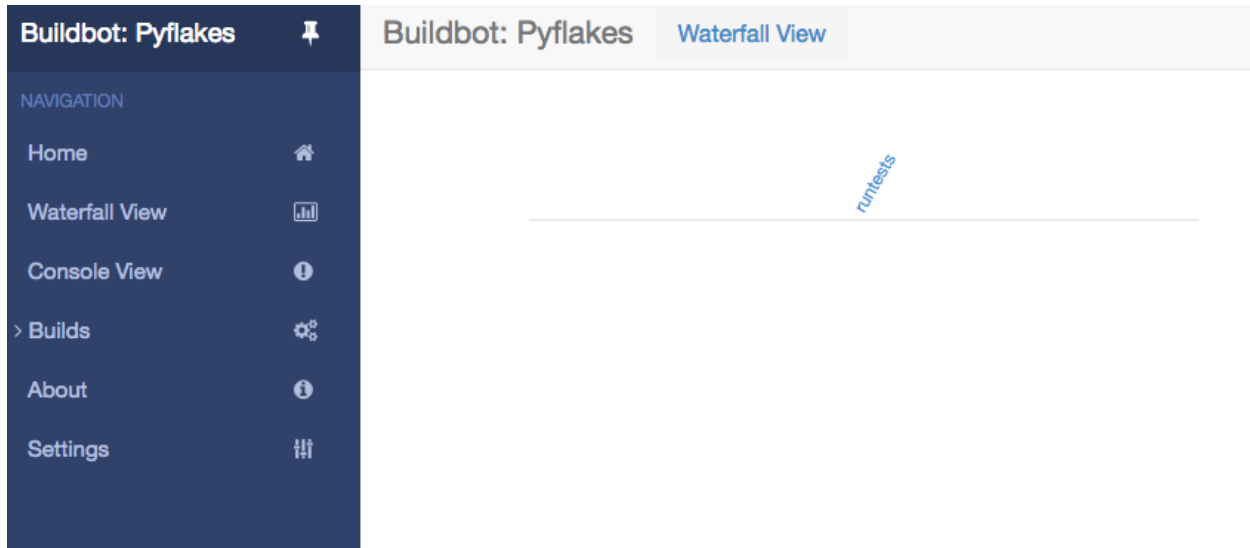 Buildbot: Pyflakes
NAVIGATION
Home
Waterfall View
Console View
Builds
About
Settings
Buildbot: Pyflakes Waterfall View
runtests